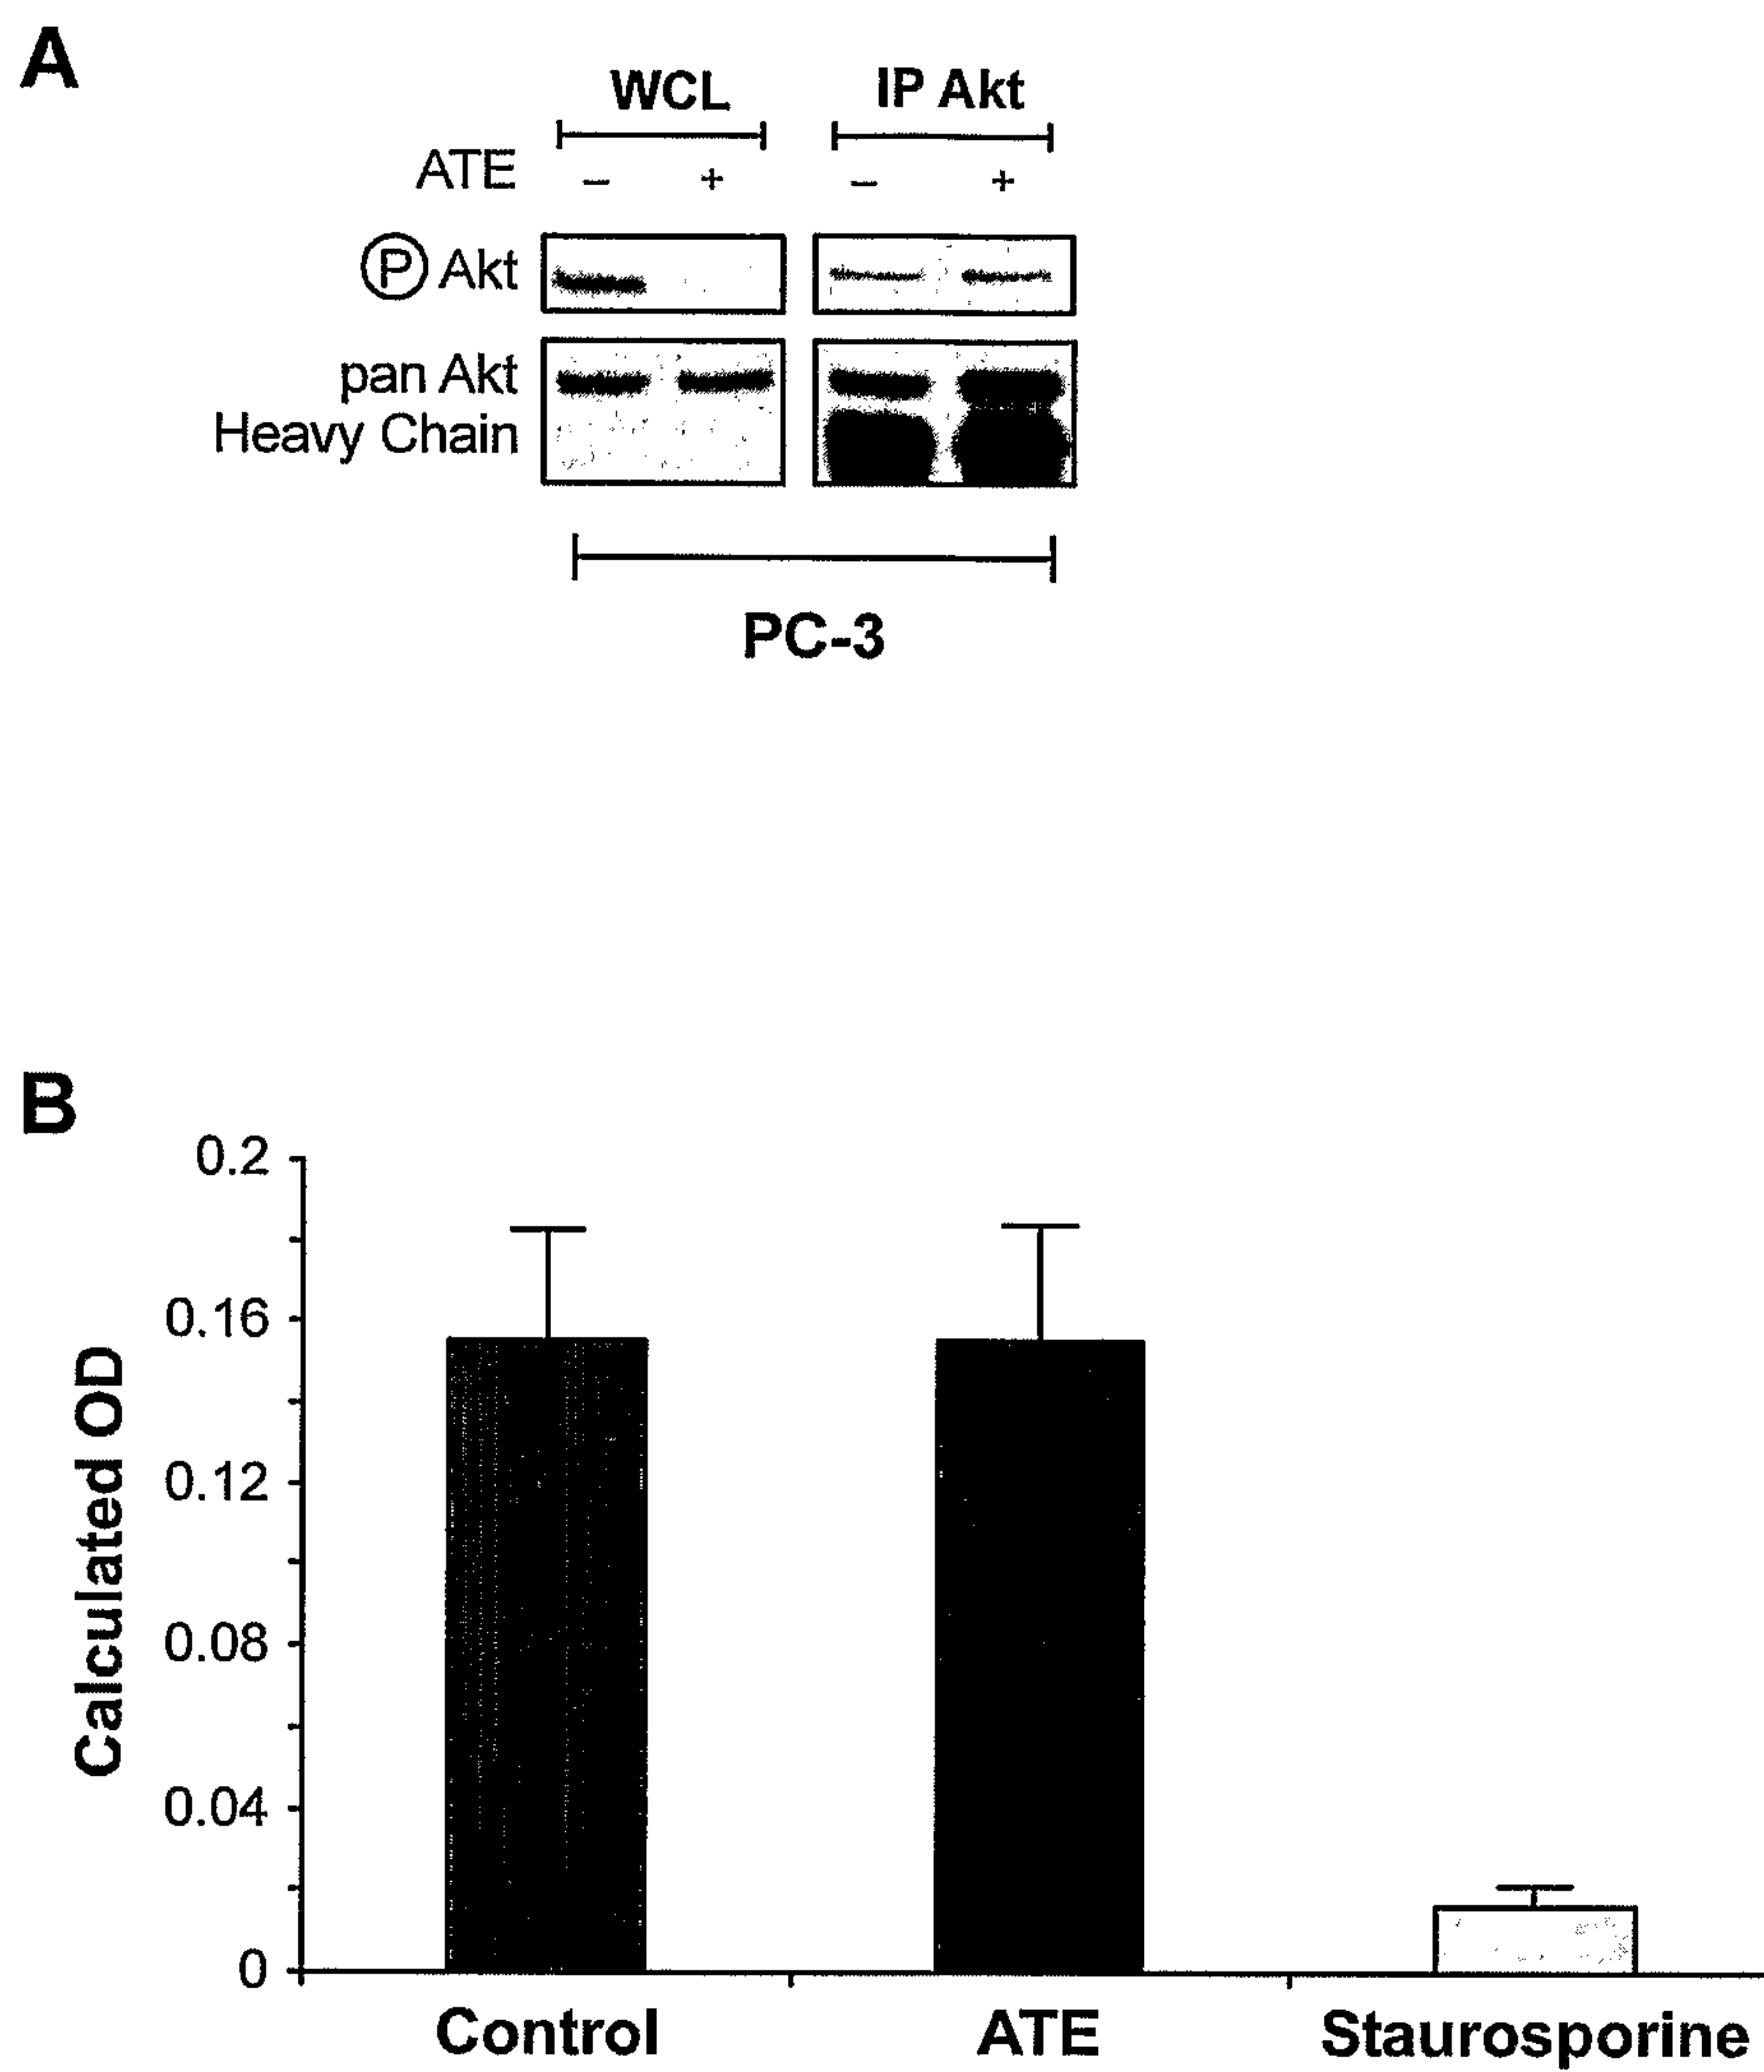 A
WCL IP Akt
ATE − + − +
Ⓟ Akt
pan Akt
Heavy Chain
PC-3
B
Calculated OD
0.2
0.16
0.12
0.08
0.04
0
Control ATE Staurosporine